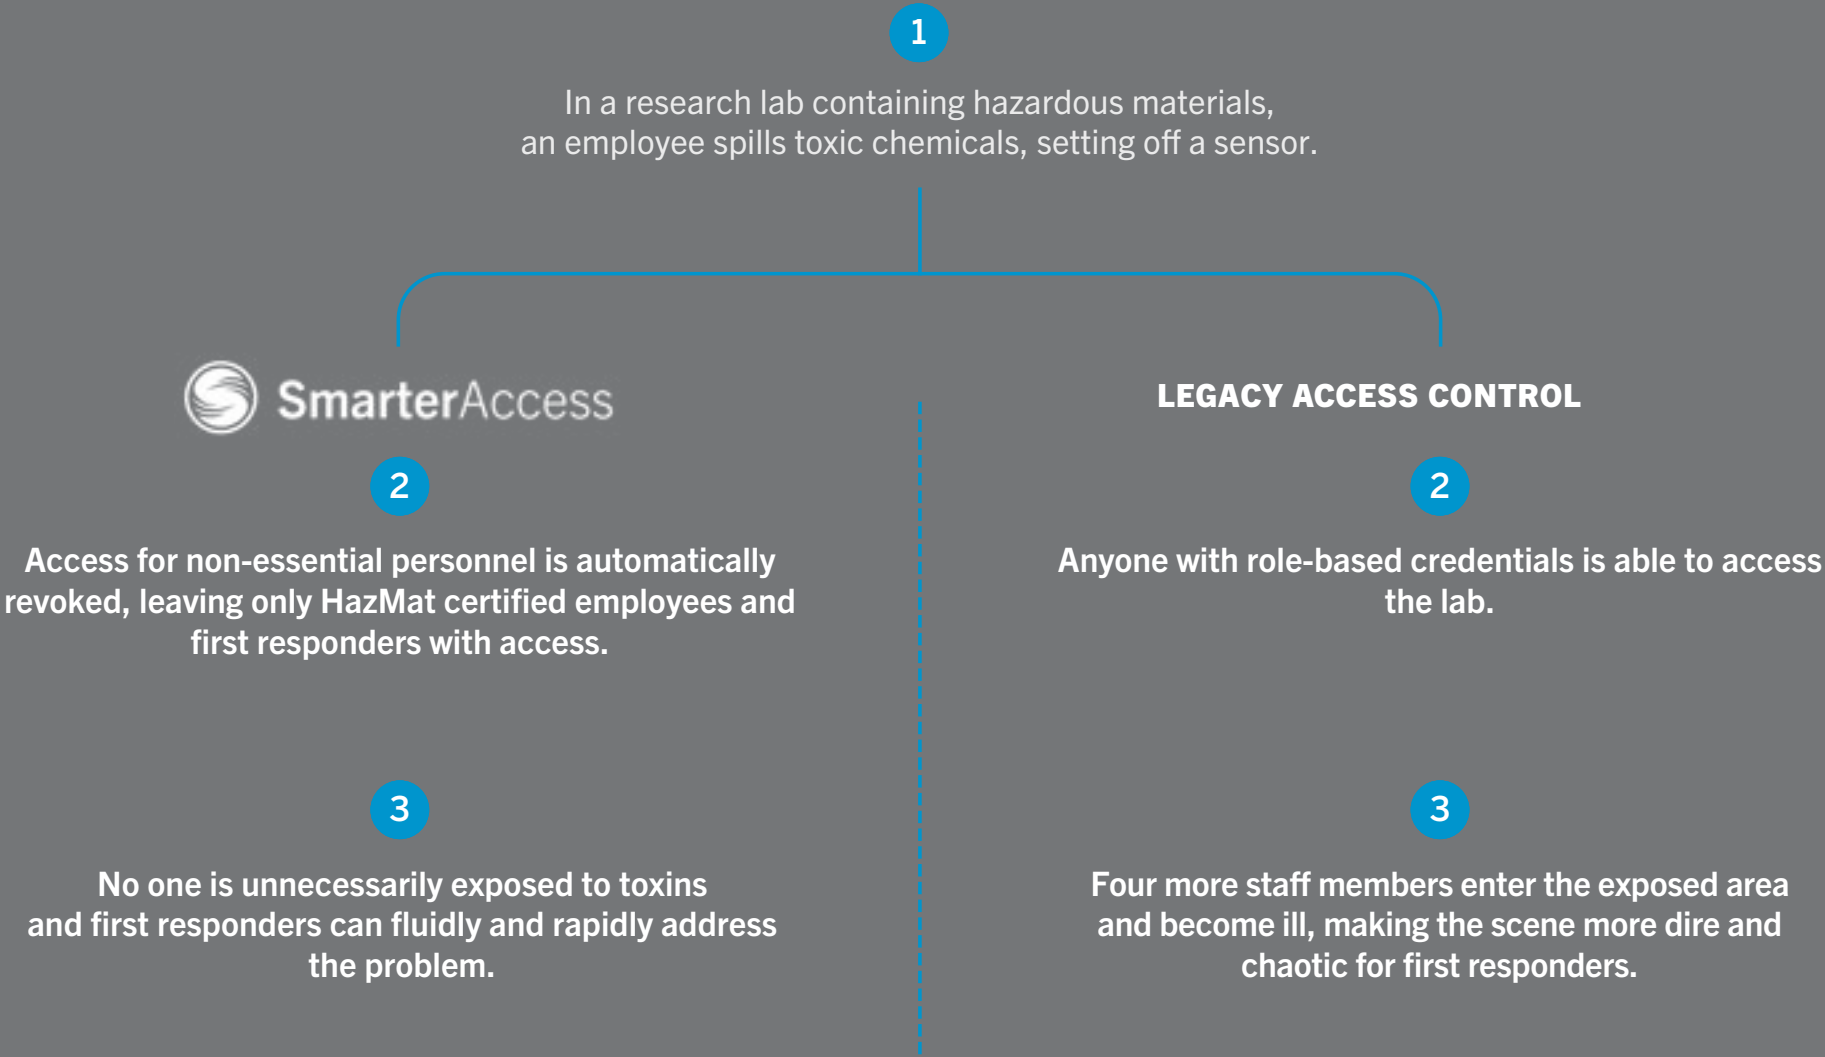 1
In a research lab containing hazardous materials,
an employee spills toxic chemicals, setting off a sensor.
SmarterAccess
2
Access for non-essential personnel is automatically
revoked, leaving only HazMat certified employees and
first responders with access.
3
No one is unnecessarily exposed to toxins
and first responders can fluidly and rapidly address
the problem.
LEGACY ACCESS CONTROL
2
Anyone with role-based credentials is able to access
the lab.
3
Four more staff members enter the exposed area
and become ill, making the scene more dire and
chaotic for first responders.